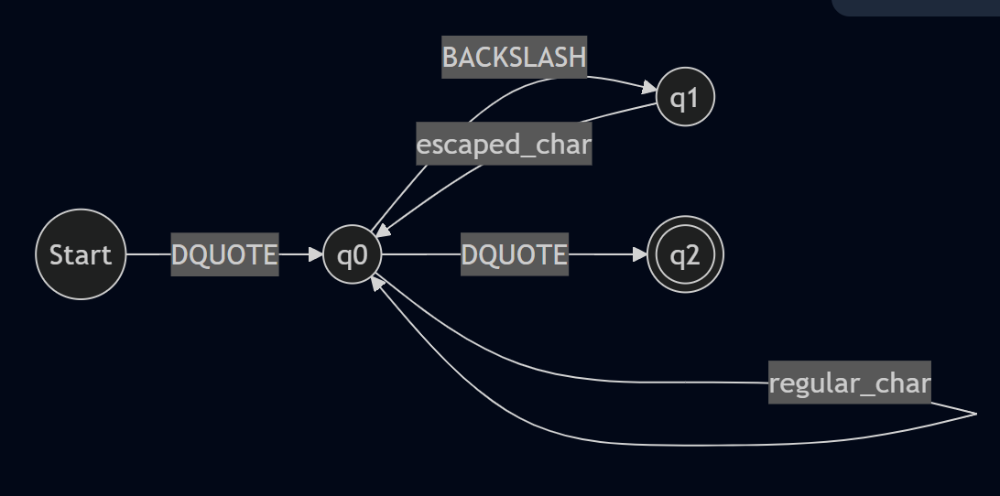 BACKSLASH
q1
escaped_char
Start
DQUOTE
q0
DQUOTE
q2
regular_char